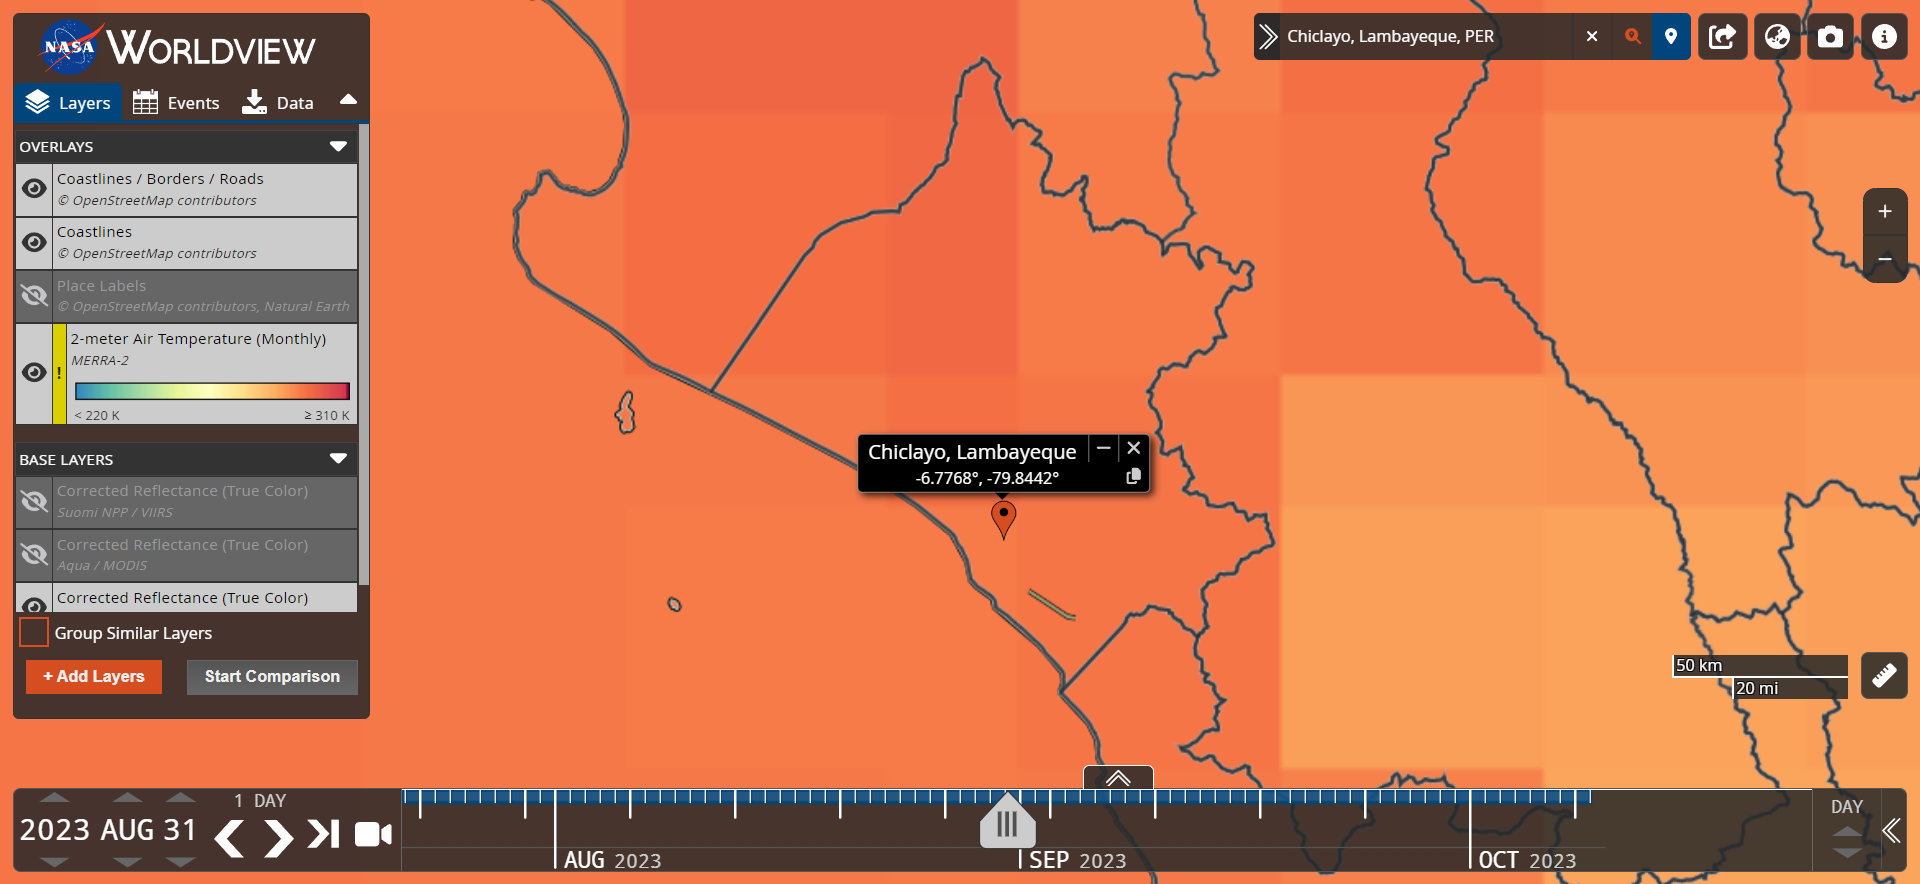 NASA WORLDVIEW
Layers
Events
Data
OVERLAYS
Coastlines / Borders / Roads
© OpenStreetMap contributors
Coastlines
© OpenStreetMap contributors
Place Labels
© OpenStreetMap contributors, Natural Earth
!
2-meter Air Temperature (Monthly)
MERRA-2
< 220 K
≥ 310 K
BASE LAYERS
Corrected Reflectance (True Color)
Suomi NPP / VIIRS
Corrected Reflectance (True Color)
Aqua / MODIS
Corrected Reflectance (True Color)
Group Similar Layers
+ Add Layers
Start Comparison
Chiclayo, Lambayeque, PER
Chiclayo, Lambayeque
-6.7768°, -79.8442°
50 km
20 mi
1 DAY
2023 AUG 31
AUG 2023
SEP 2023
OCT 2023
DAY